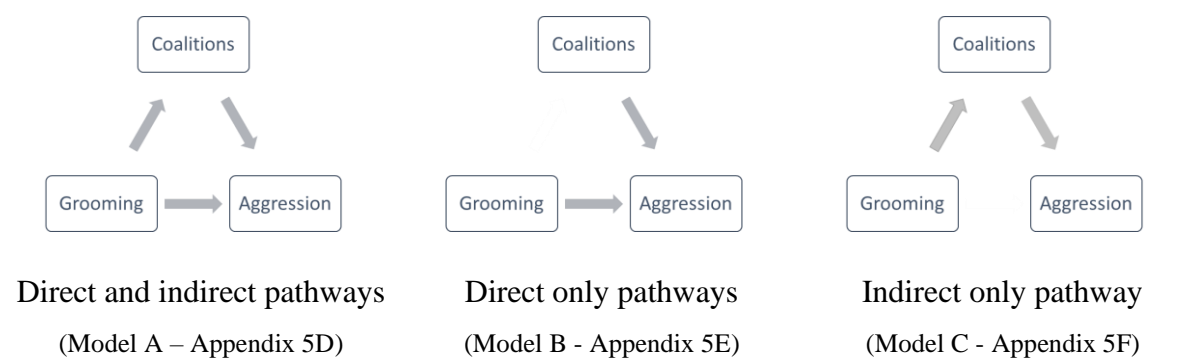 Coalitions Coalitions Coalitions
Grooming Aggression Grooming Aggression Grooming Aggression
Direct and indirect pathways Direct only pathways Indirect only pathway
(Model A – Appendix 5D) (Model B - Appendix 5E) (Model C - Appendix 5F)